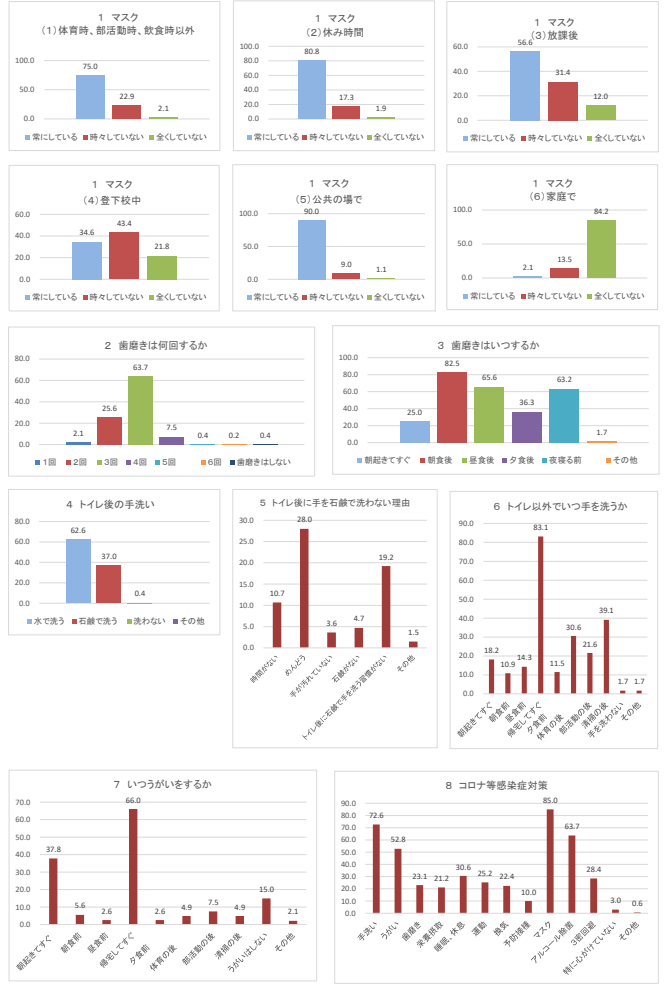 1 マスク
(1)体育時、部活動時、飲食時以外
100.0
50.0
0.0
75.0
22.9
2.1
常にしている 時々していない 全くしていない
1 マスク
(2)休み時間
100.0
80.0
60.0
40.0
20.0
0.0
80.8
17.3
1.9
常にしている 時々していない 全くしていない
1 マスク
(3)放課後
60.0
40.0
20.0
0.0
56.6
31.4
12.0
常にしている 時々していない 全くしていない
1 マスク
(4)登下校中
60.0
40.0
20.0
0.0
34.6
43.4
21.8
常にしている 時々していない 全くしていない
1 マスク
(5)公共の場で
100.0
50.0
0.0
90.0
9.0
1.1
常にしている 時々していない 全くしていない
1 マスク
(6)家庭で
100.0
50.0
0.0
2.1
13.5
84.2
常にしている 時々していない 全くしていない
2 歯磨きは何回するか
80.0
60.0
40.0
20.0
0.0
2.1
25.6
63.7
7.5
0.4
0.2
0.4
1回 2回 3回 4回 5回 6回 歯磨きはしない
3 歯磨きはいつするか
100.0
80.0
60.0
40.0
20.0
0.0
25.0
82.5
65.6
36.3
63.2
1.7
朝起きてすぐ 朝食後 昼食後 夕食後 夜寝る前 その他
4 トイレ後の手洗い
80.0
60.0
40.0
20.0
0.0
62.6
37.0
0.4
水で洗う 石鹸で洗う 洗わない その他
5 トイレ後に手を石鹸で洗わない理由
30.0
25.0
20.0
15.0
10.0
5.0
0.0
10.7
28.0
3.6
4.7
19.2
1.5
時間がない
めんどう
手が汚れていない
石鹸がない
トイレ後に石鹸で手を洗う習慣がない
その他
6 トイレ以外でいつ手を洗うか
90.0
80.0
70.0
60.0
50.0
40.0
30.0
20.0
10.0
0.0
18.2
10.9
14.3
83.1
11.5
30.6
21.6
39.1
1.7
1.7
朝起きてすぐ
朝食前
昼食前
帰宅してすぐ
夕食前
体育の後
部活動の後
清掃の後
手を洗わない
その他
7 いつうがいをするか
70.0
60.0
50.0
40.0
30.0
20.0
10.0
0.0
37.8
5.6
2.6
66.0
2.6
4.9
7.5
4.9
15.0
2.1
朝起きてすぐ
朝食前
昼食前
帰宅してすぐ
夕食前
体育の後
部活動の後
清掃の後
うがいはしない
その他
8 コロナ等感染症対策
90.0
80.0
70.0
60.0
50.0
40.0
30.0
20.0
10.0
0.0
72.6
52.8
23.1
21.2
30.6
25.2
22.4
10.0
85.0
63.7
28.4
3.0
0.6
手洗い
うがい
歯磨き
栄養摂取
睡眠、休息
運動
換気
予防接種
マスク
アルコール除菌
3密回避
特に心がけていない
その他